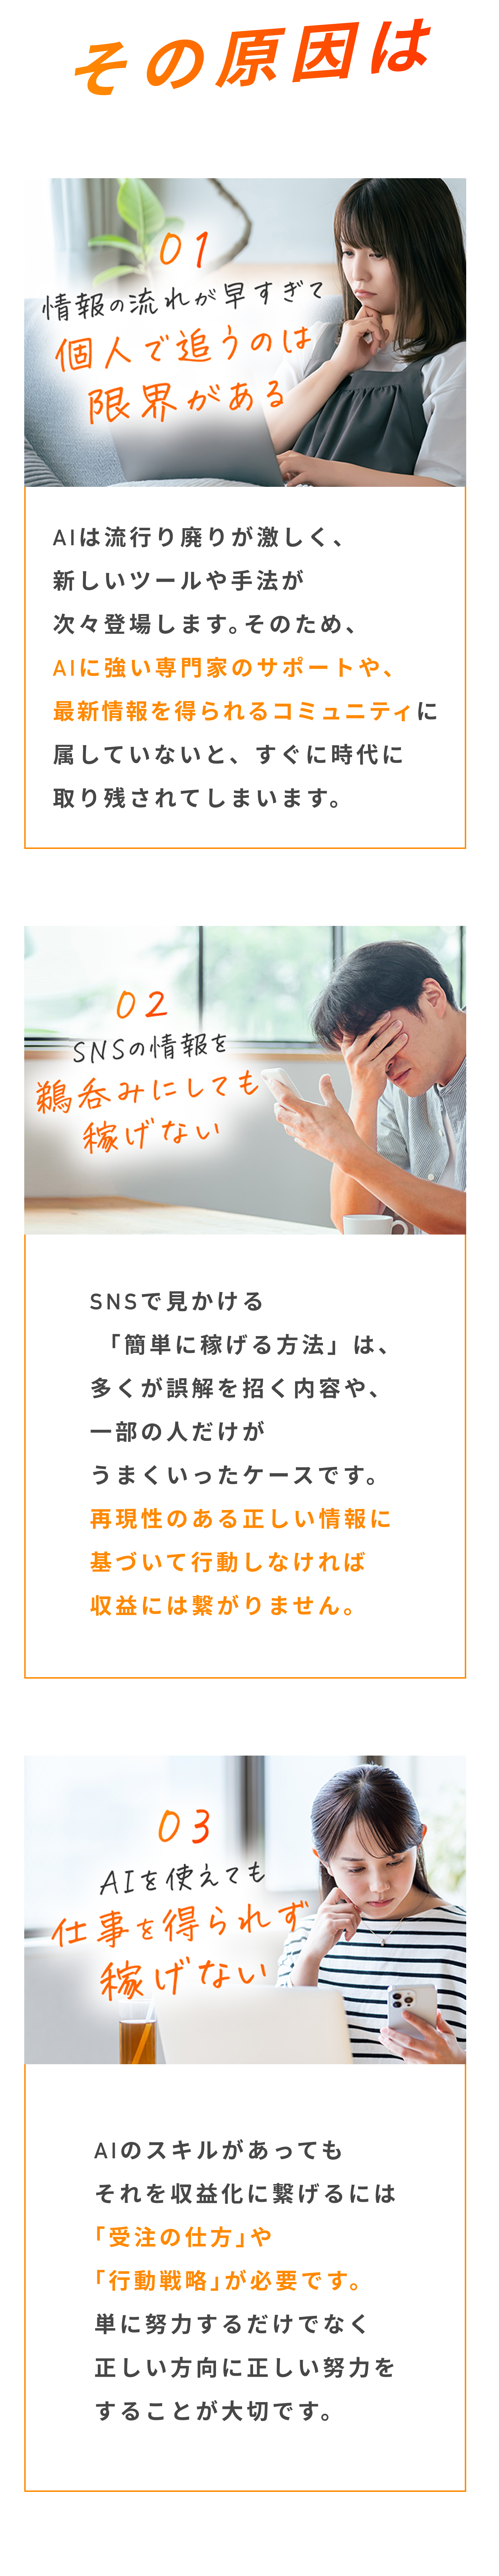 その原因は
01
情報の流れが早すぎて
個人で追うのは
限界がある
AIは流行り廃りが激しく、
新しいツールや手法が
次々登場します。そのため、
AIに強い専門家のサポートや、
最新情報を得られるコミュニティに
属していないと、すぐに時代に
取り残されてしまいます。
02
SNSの情報を
鵜呑みにしても
稼げない
SNSで見かける
「簡単に稼げる方法」は、
多くが誤解を招く内容や、
一部の人だけが
うまくいったケースです。
再現性のある正しい情報に
基づいて行動しなければ
収益には繋がりません。
03
AIを使えても
仕事を得られず
稼げない
AIのスキルがあっても
それを収益化に繋げるには
「受注の仕方」や
「行動戦略」が必要です。
単に努力するだけでなく
正しい方向に正しい努力を
することが大切です。